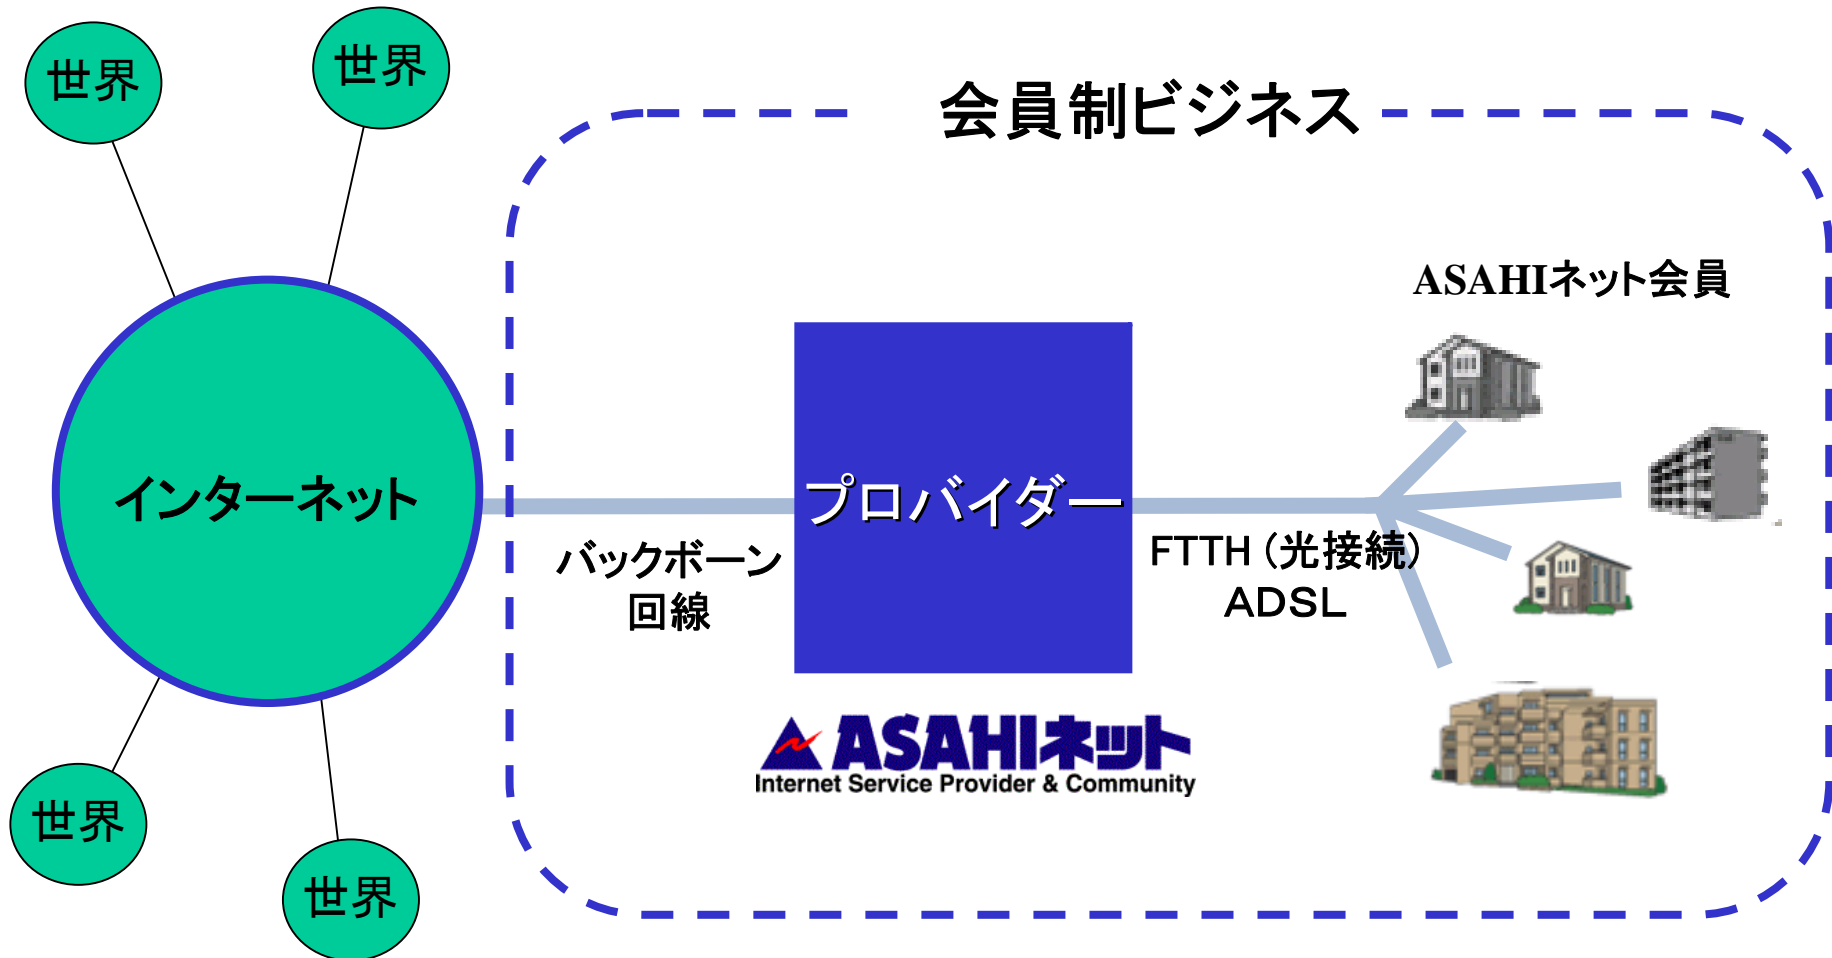 世界
世界
会員制ビジネス
ASAHIネット会員
インターネット
プロバイダー
バックボーン
回線
FTTH（光接続）
ＡＤＳＬ
ASAHIネット
Internet Service Provider & Community
世界
世界